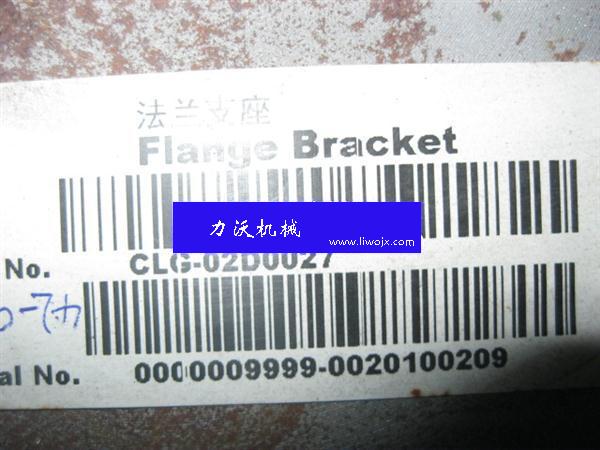 法兰支座
Flange Bracket
力沃机械
www.liwojx.com
No. CLG-02D0027
al No. 0000009999-0020100209